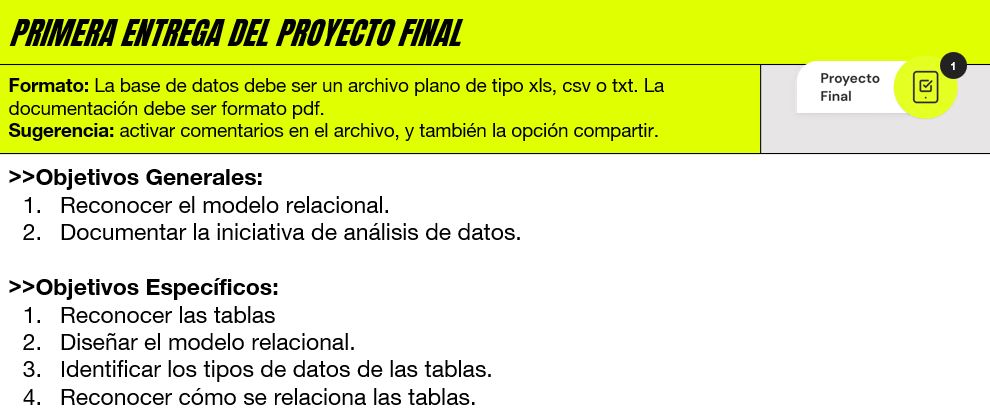 PRIMERA ENTREGA DEL PROYECTO FINAL
Formato: La base de datos debe ser un archivo plano de tipo xls, csv o txt. La
documentación debe ser formato pdf.
Sugerencia: activar comentarios en el archivo, y también la opción compartir.
Proyecto
Final
1
>>Objetivos Generales:
1. Reconocer el modelo relacional.
2. Documentar la iniciativa de análisis de datos.
>>Objetivos Específicos:
1. Reconocer las tablas
2. Diseñar el modelo relacional.
3. Identificar los tipos de datos de las tablas.
4. Reconocer cómo se relaciona las tablas.